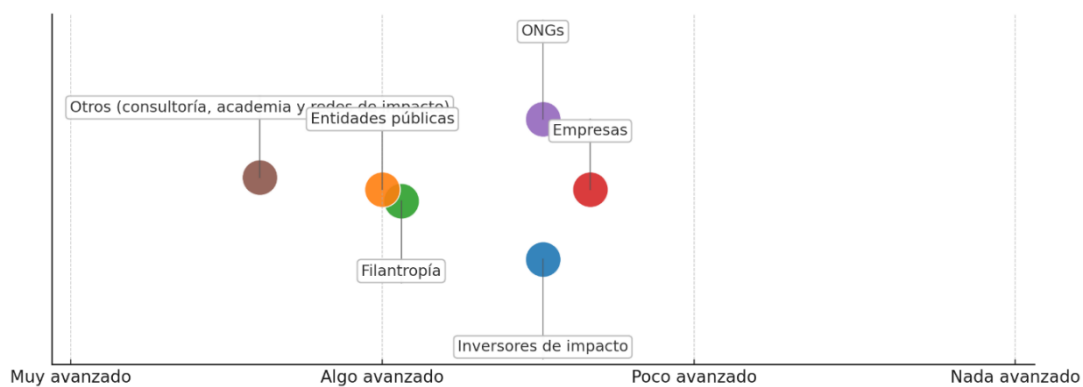 ONGs
Otros (consultoría, academia y redes de impacto)
Entidades públicas
Empresas
Filantropía
Inversores de impacto
Muy avanzado
Algo avanzado
Poco avanzado
Nada avanzado